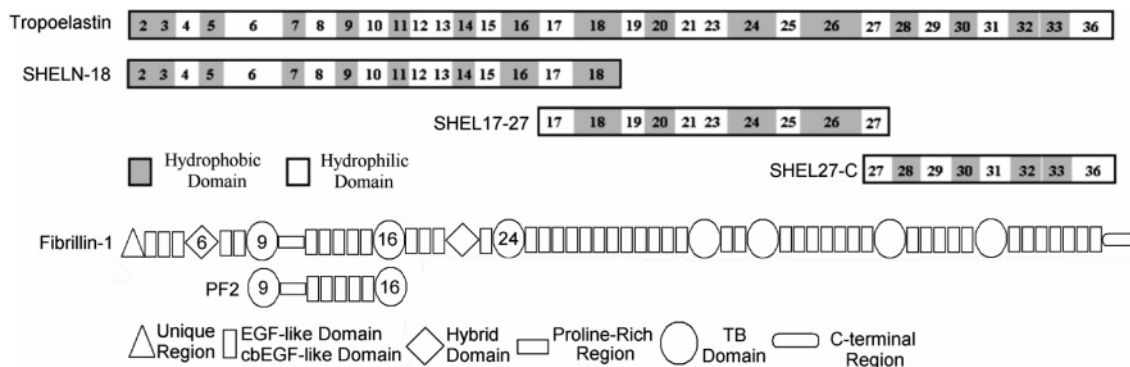 Tropoelastin 2 3 4 5 6 7 8 9 10 11 12 13 14 15 16 17 18 19 20 21 23 24 25 26 27 28 29 30 31 32 33 36
SHELN-18 2 3 4 5 6 7 8 9 10 11 12 13 14 15 16 17 18
SHEL17-27 17 18 19 20 21 23 24 25 26 27
Hydrophobic Domain
Hydrophilic Domain
SHEL27-C 27 28 29 30 31 32 33 36
Fibrillin-1 6 9 16 24
PF2 9 16
Unique Region
EGF-like Domain
cbEGF-like Domain
Hybrid Domain
Proline-Rich Region
TB Domain
C-terminal Region